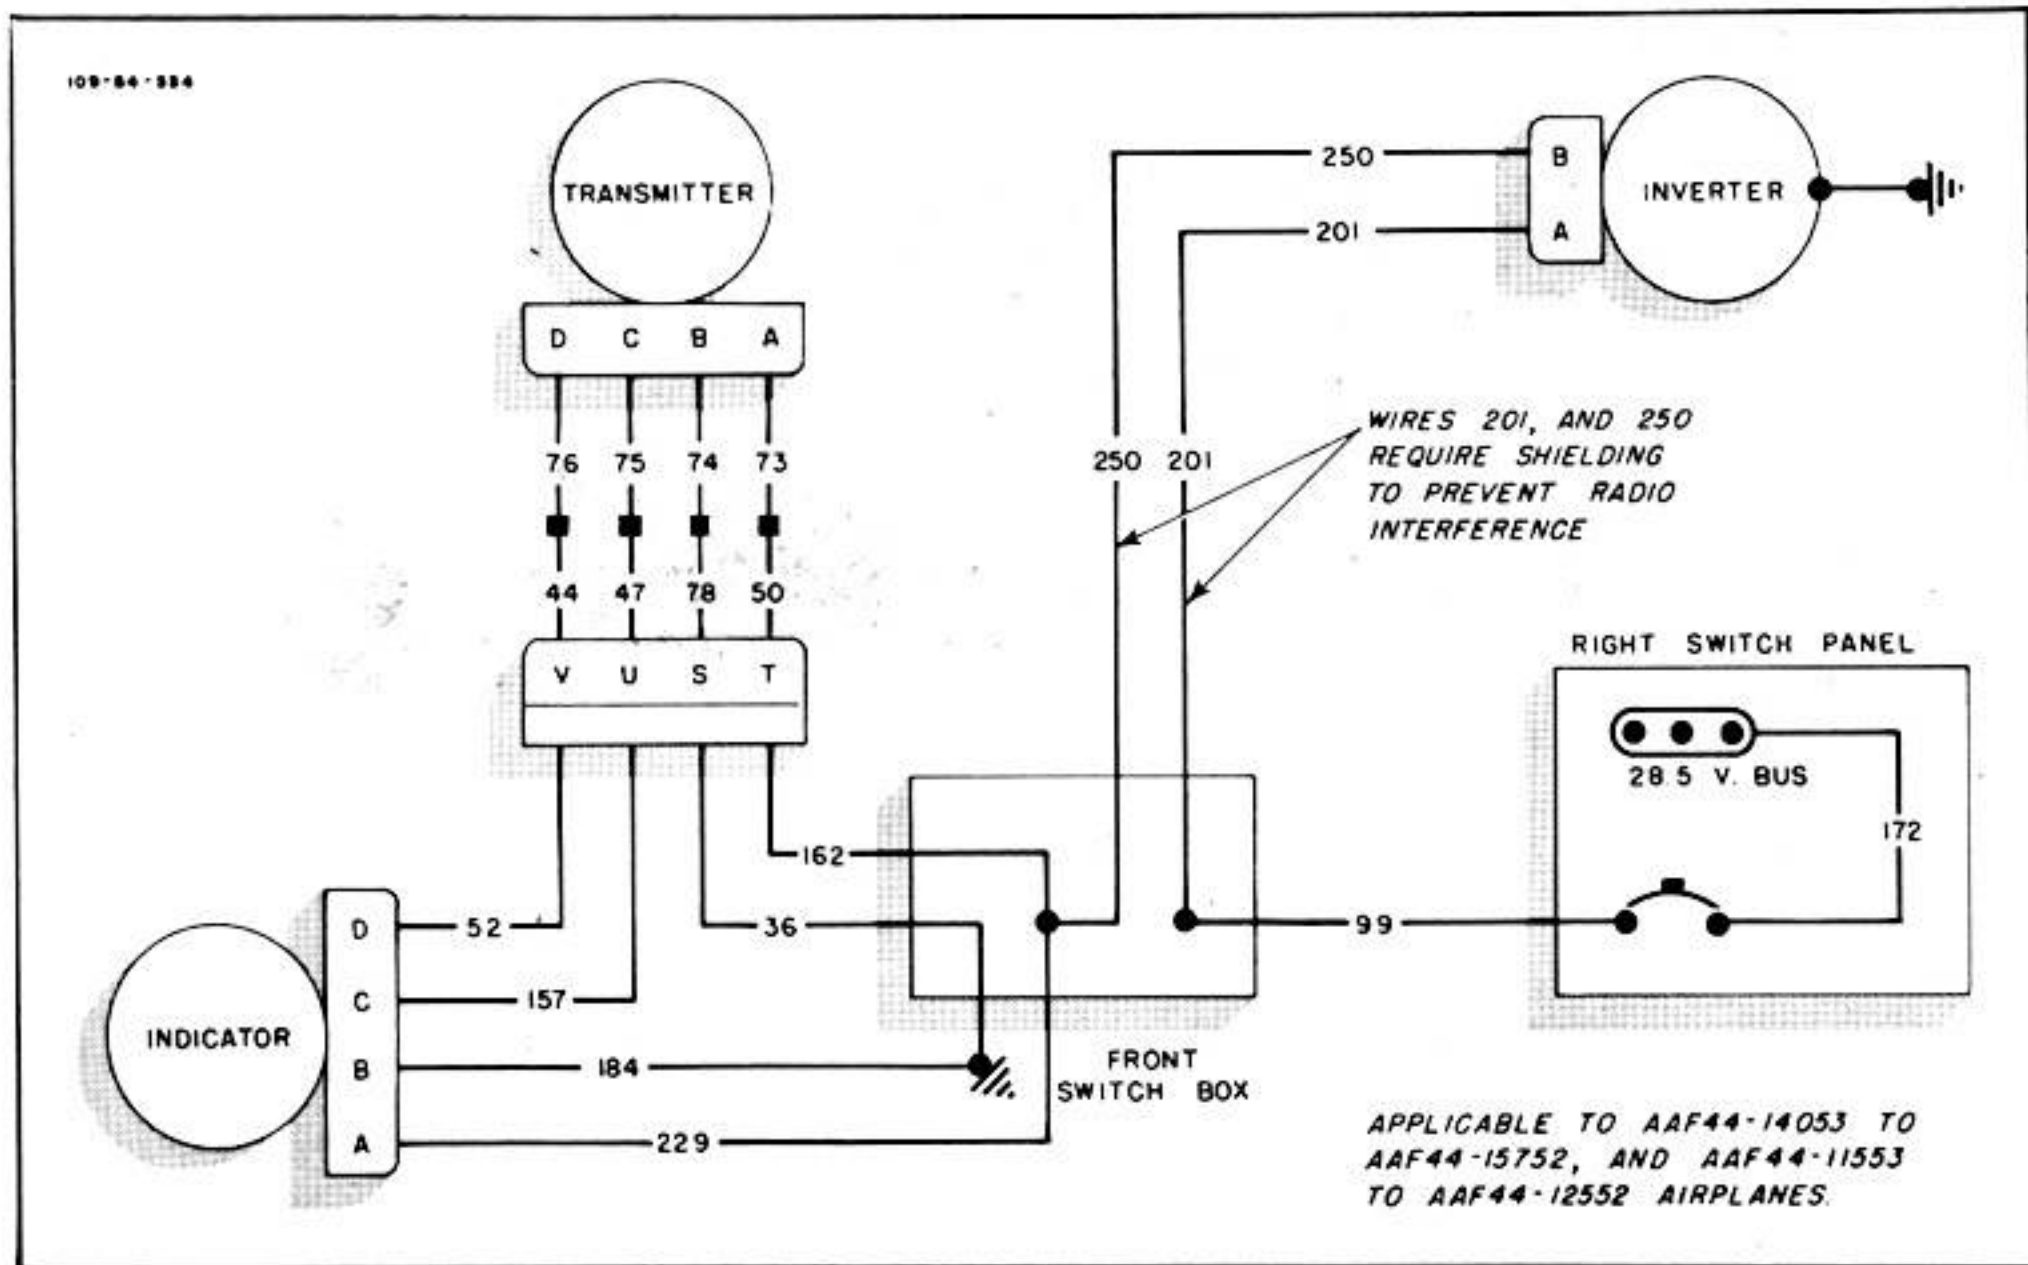 109-64-984
TRANSMITTER
D C B A
76 75 74 73
44 47 78 50
V U S T
250
201
B
A
INVERTER
250 201
WIRES 201, AND 250
REQUIRE SHIELDING
TO PREVENT RADIO
INTERFERENCE
RIGHT SWITCH PANEL
28.5 V. BUS
172
162
36
99
52
157
184
229
INDICATOR
D
C
B
A
FRONT
SWITCH BOX
APPLICABLE TO AAF44-14053 TO
AAF44-15752, AND AAF44-11553
TO AAF44-12552 AIRPLANES.